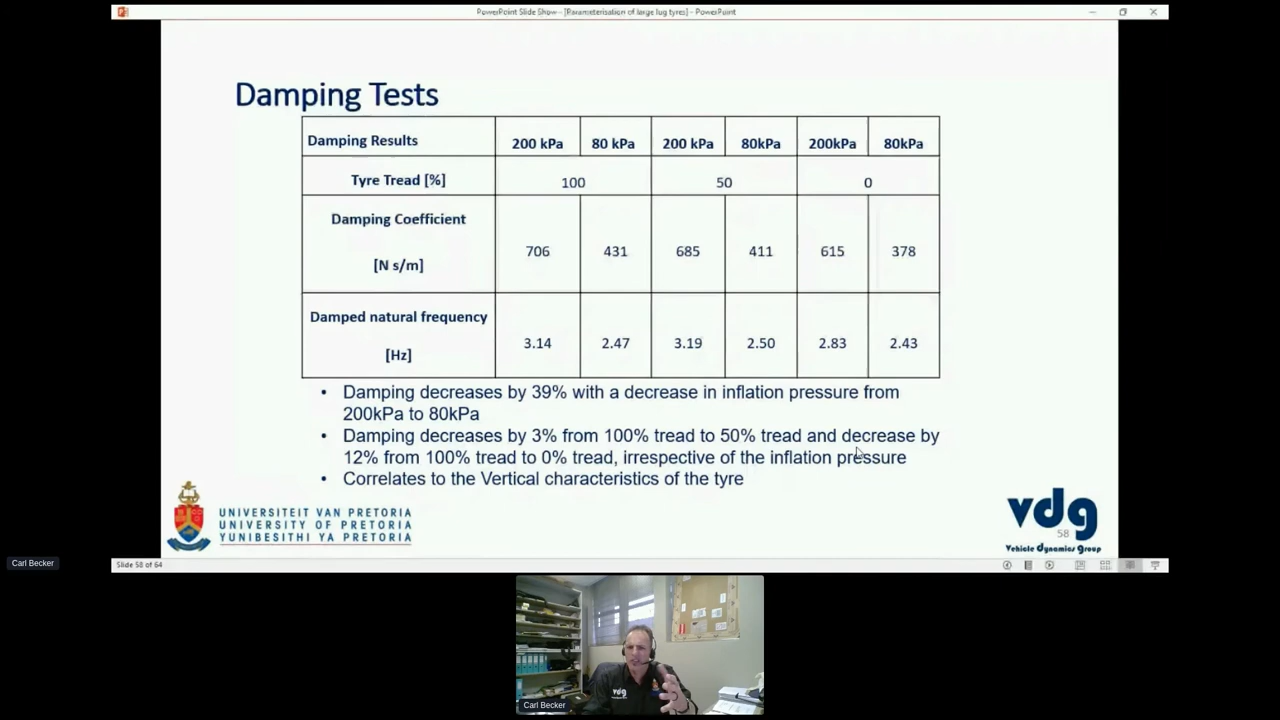 PowerPoint Slide Show - [Parameterisation of large lug tyres] - PowerPoint
Damping Tests
Damping Results 200 kPa 80 kPa 200 kPa 80kPa 200kPa 80kPa
Tyre Tread [%] 100 50 0
Damping Coefficient
[N s/m] 706 431 685 411 615 378
Damped natural frequency
[Hz] 3.14 2.47 3.19 2.50 2.83 2.43
• Damping decreases by 39% with a decrease in inflation pressure from
200kPa to 80kPa
• Damping decreases by 3% from 100% tread to 50% tread and decrease by
12% from 100% tread to 0% tread, irrespective of the inflation pressure
• Correlates to the Vertical characteristics of the tyre
UNIVERSITEIT VAN PRETORIA
UNIVERSITY OF PRETORIA
YUNIBESITHI YA PRETORIA
vdg
58
Vehicle Dynamics Group
Carl Becker
Slide 58 of 64
vdg
Carl Becker